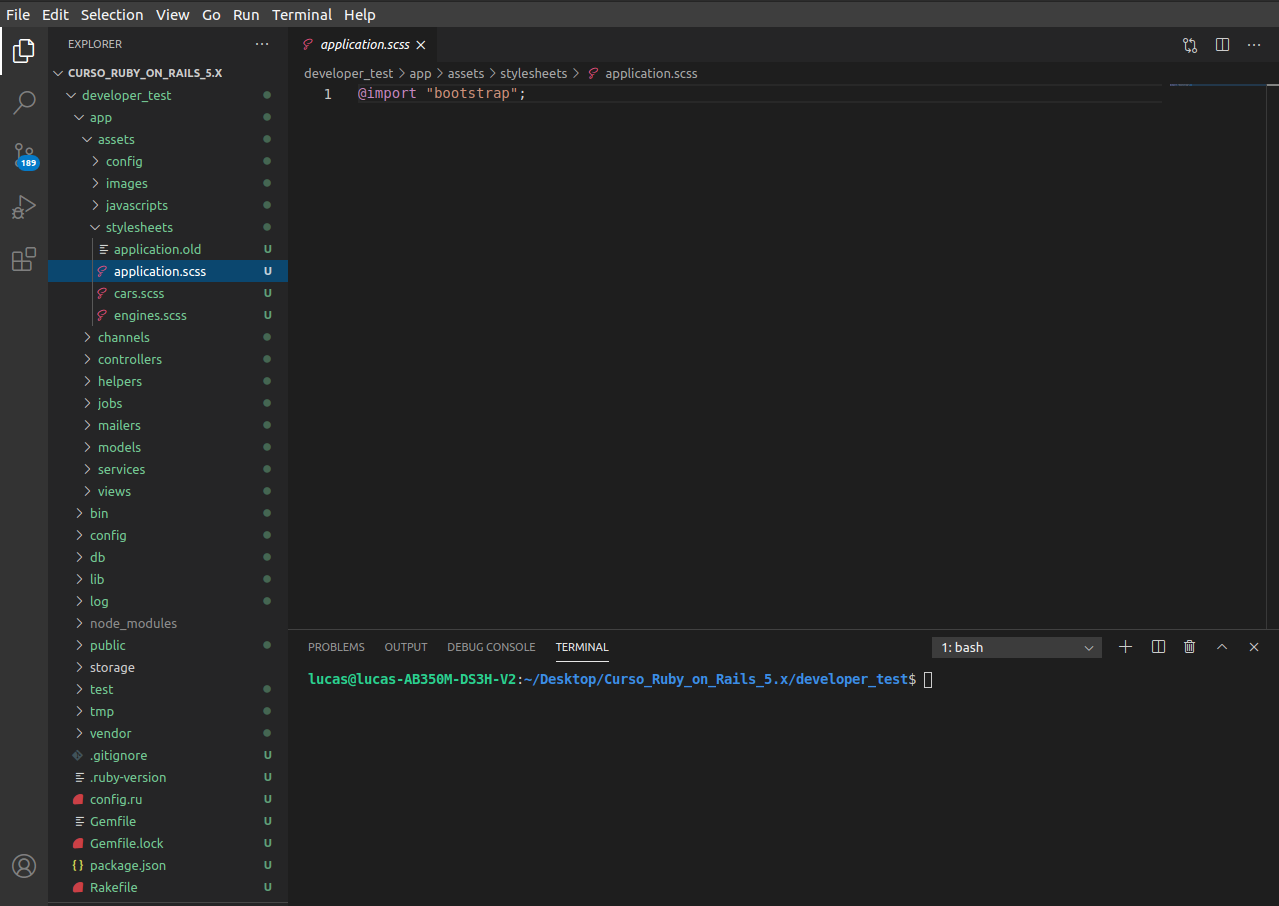 File Edit Selection View Go Run Terminal Help
EXPLORER ...
CURSO_RUBY_ON_RAILS_5.X
developer_test
app
assets
config
images
javascripts
stylesheets
application.old U
application.scss U
cars.scss U
engines.scss U
channels
controllers
helpers
jobs
mailers
models
services
views
bin
config
db
lib
log
node_modules
public
storage
test
tmp
vendor
.gitignore U
.ruby-version U
config.ru U
Gemfile U
Gemfile.lock U
{} package.json U
Rakefile U
189
application.scss
developer_test > app > assets > stylesheets > application.scss
1 @import "bootstrap";
PROBLEMS OUTPUT DEBUG CONSOLE TERMINAL 1: bash
lucas@lucas-AB350M-DS3H-V2:~/Desktop/Curso_Ruby_on_Rails_5.x/developer_test$